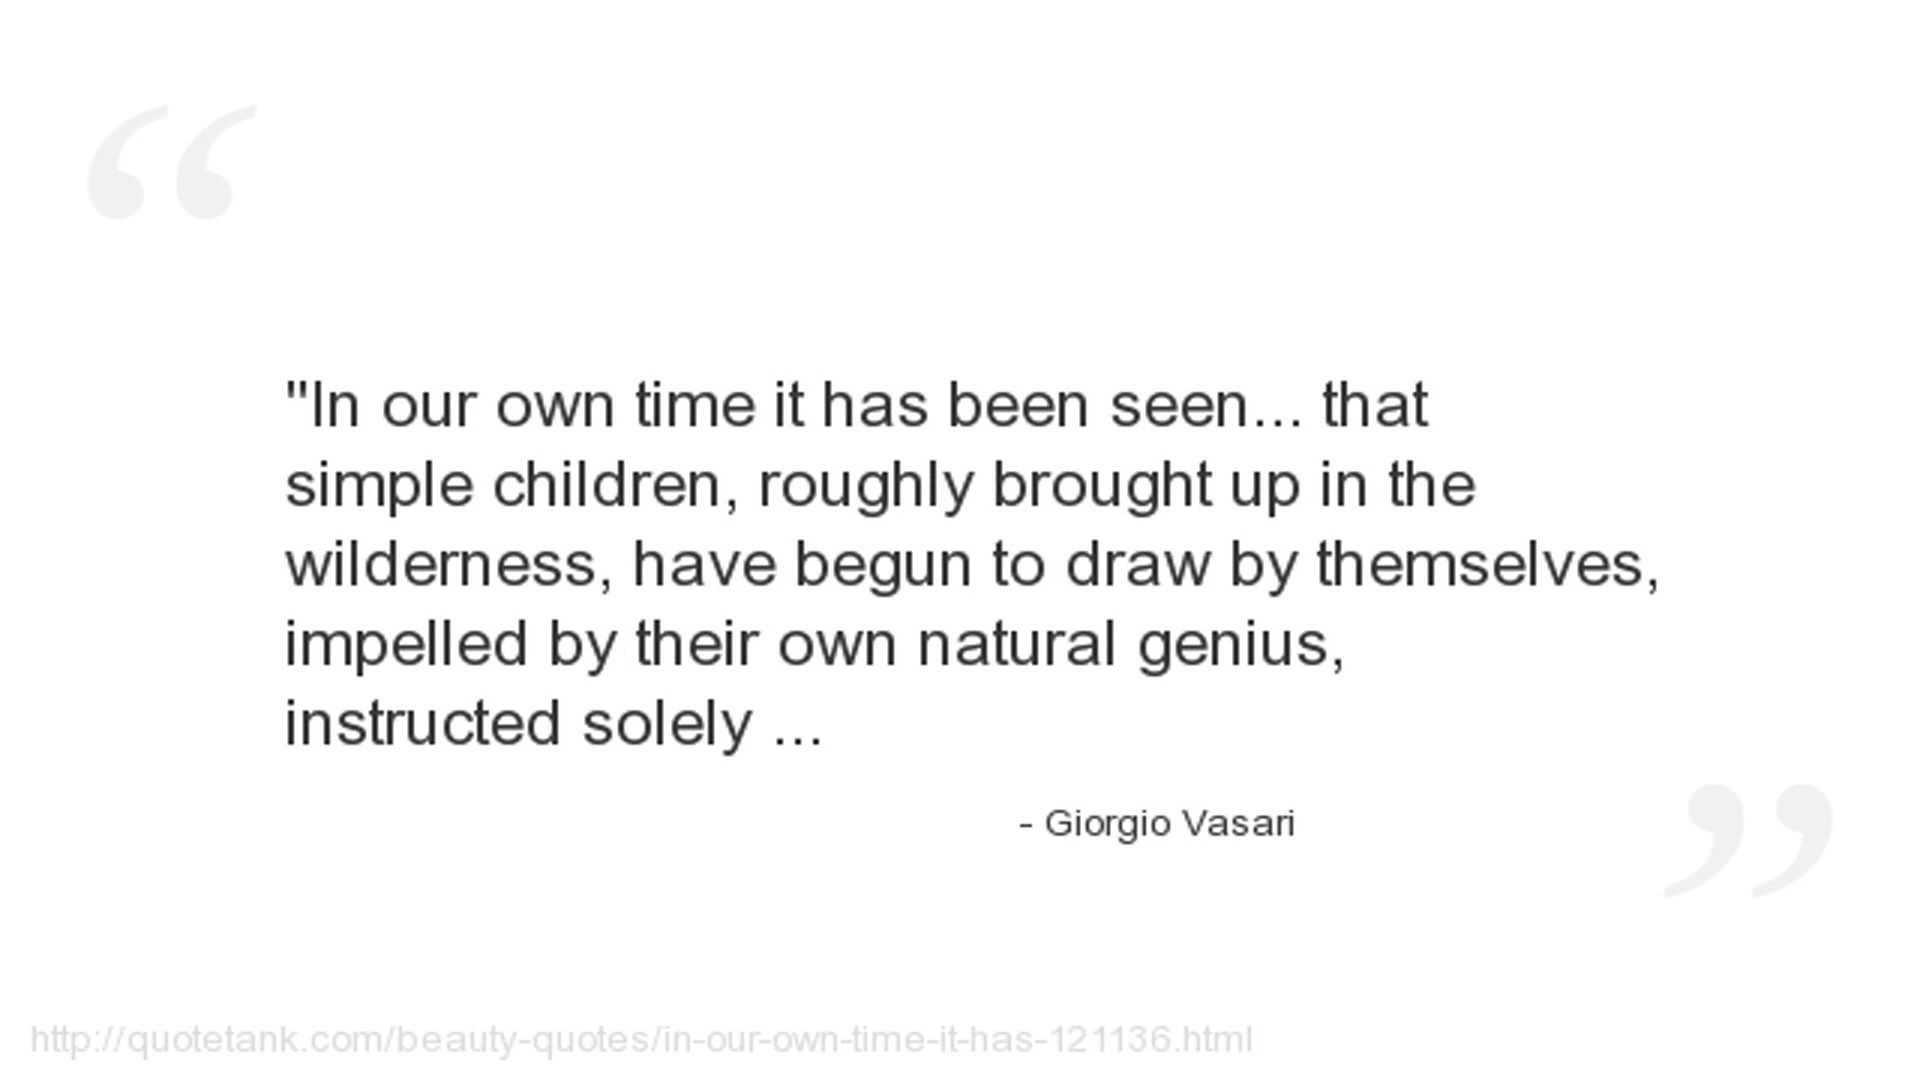 "In our own time it has been seen... that
simple children, roughly brought up in the
wilderness, have begun to draw by themselves,
impelled by their own natural genius,
instructed solely ...
- Giorgio Vasari
http://quotetank.com/beauty-quotes/in-our-own-time-it-has-121136.html